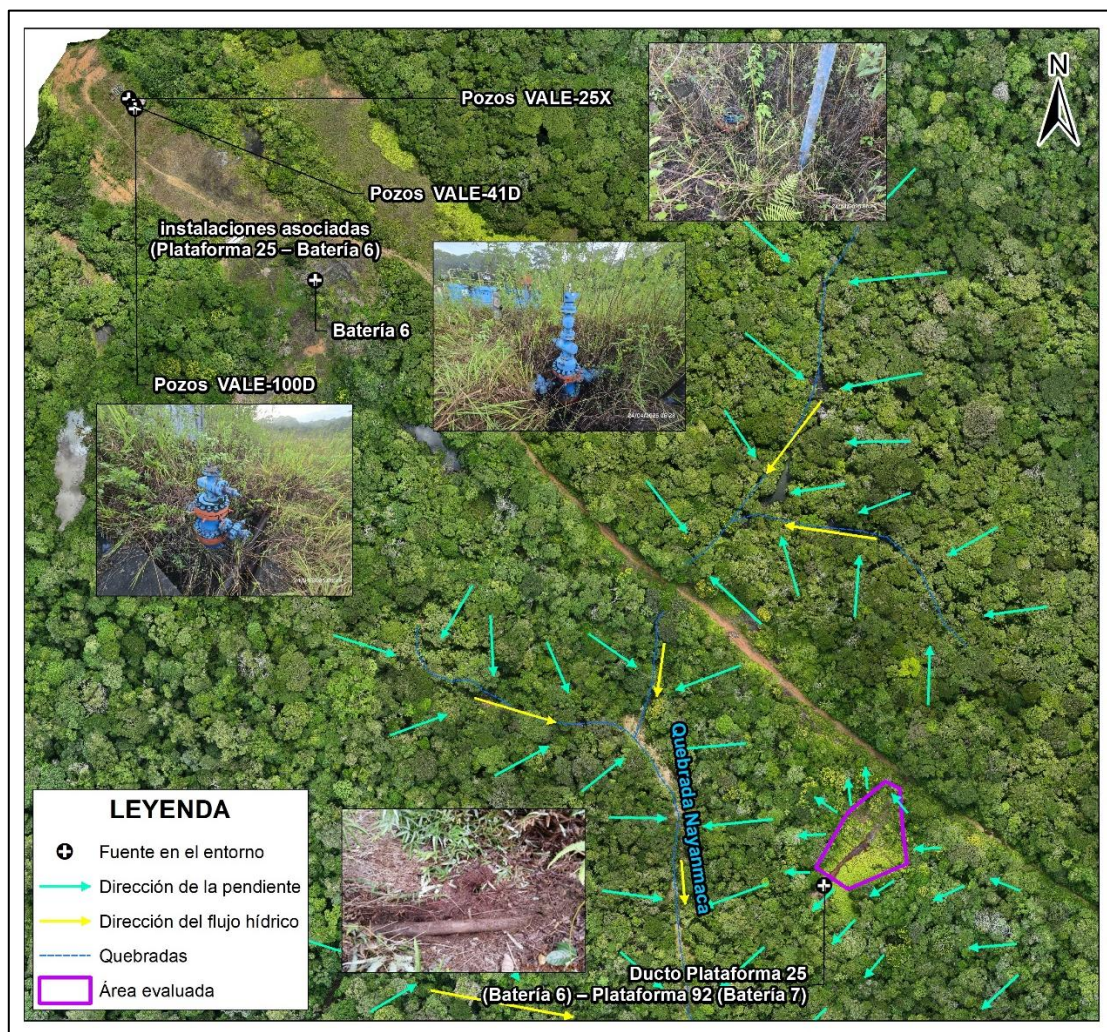 N
Pozos VALE-25X
Pozos VALE-41D
instalaciones asociadas
(Plataforma 25 – Batería 6)
Batería 6
Pozos VALE-100D
Quebrada Nayanmaca
LEYENDA
Fuente en el entorno
Dirección de la pendiente
Dirección del flujo hídrico
Quebradas
Área evaluada
Ducto Plataforma 25
(Batería 6) – Plataforma 92 (Batería 7)